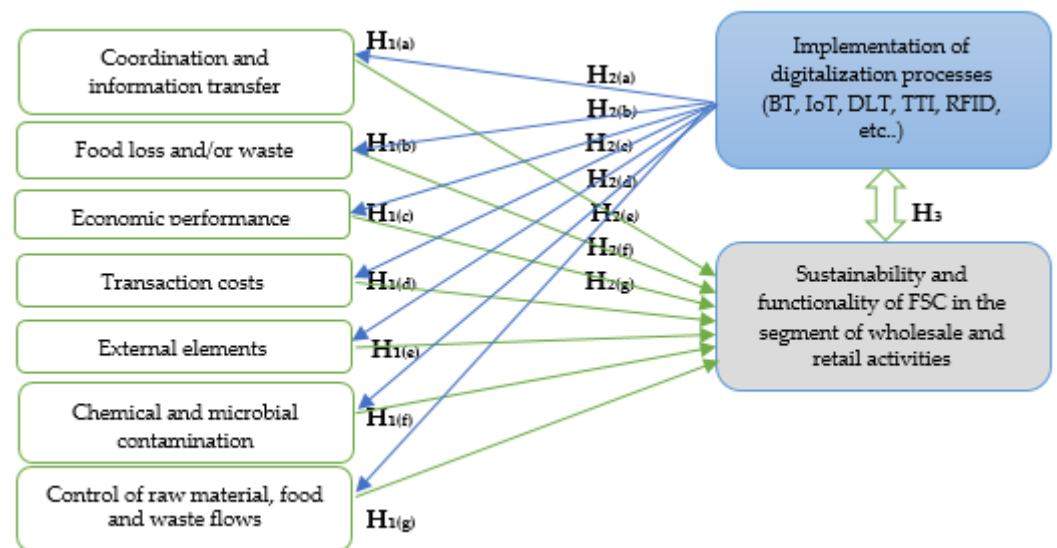 Coordination and
information transfer
Food loss and/or waste
Economic performance
Transaction costs
External elements
Chemical and microbial
contamination
Control of raw material, food
and waste flows
H1(a)
H1(b)
H1(c)
H1(d)
H1(e)
H1(f)
H1(g)
H2(a)
H2(b)
H2(c)
H2(d)
H2(e)
H2(f)
H2(g)
Implementation of
digitalization processes
(BT, IoT, DLT, TTI, RFID,
etc..)
H3
Sustainability and
functionality of FSC in the
segment of wholesale and
retail activities